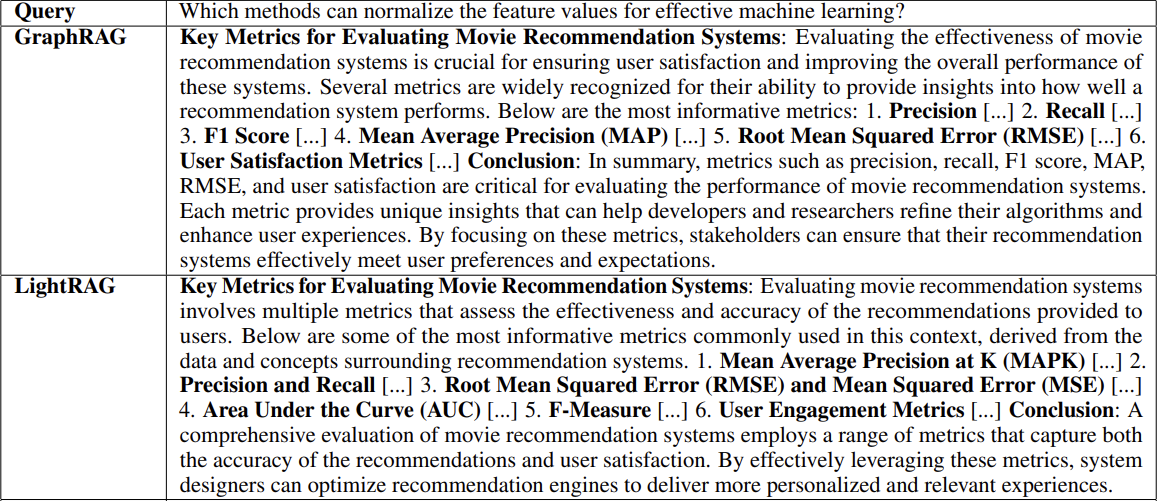 Query Which methods can normalize the feature values for effective machine learning?
GraphRAG Key Metrics for Evaluating Movie Recommendation Systems: Evaluating the effectiveness of movie
recommendation systems is crucial for ensuring user satisfaction and improving the overall performance of
these systems. Several metrics are widely recognized for their ability to provide insights into how well a
recommendation system performs. Below are the most informative metrics: 1. Precision [...] 2. Recall [...]
3. F1 Score [...] 4. Mean Average Precision (MAP) [...] 5. Root Mean Squared Error (RMSE) [...] 6.
User Satisfaction Metrics [...] Conclusion: In summary, metrics such as precision, recall, F1 score, MAP,
RMSE, and user satisfaction are critical for evaluating the performance of movie recommendation systems.
Each metric provides unique insights that can help developers and researchers refine their algorithms and
enhance user experiences. By focusing on these metrics, stakeholders can ensure that their recommendation
systems effectively meet user preferences and expectations.
LightRAG Key Metrics for Evaluating Movie Recommendation Systems: Evaluating movie recommendation systems
involves multiple metrics that assess the effectiveness and accuracy of the recommendations provided to
users. Below are some of the most informative metrics commonly used in this context, derived from the
data and concepts surrounding recommendation systems. 1. Mean Average Precision at K (MAPK) [...] 2.
Precision and Recall [...] 3. Root Mean Squared Error (RMSE) and Mean Squared Error (MSE) [...]
4. Area Under the Curve (AUC) [...] 5. F-Measure [...] 6. User Engagement Metrics [...] Conclusion: A
comprehensive evaluation of movie recommendation systems employs a range of metrics that capture both
the accuracy of the recommendations and user satisfaction. By effectively leveraging these metrics, system
designers can optimize recommendation engines to deliver more personalized and relevant experiences.